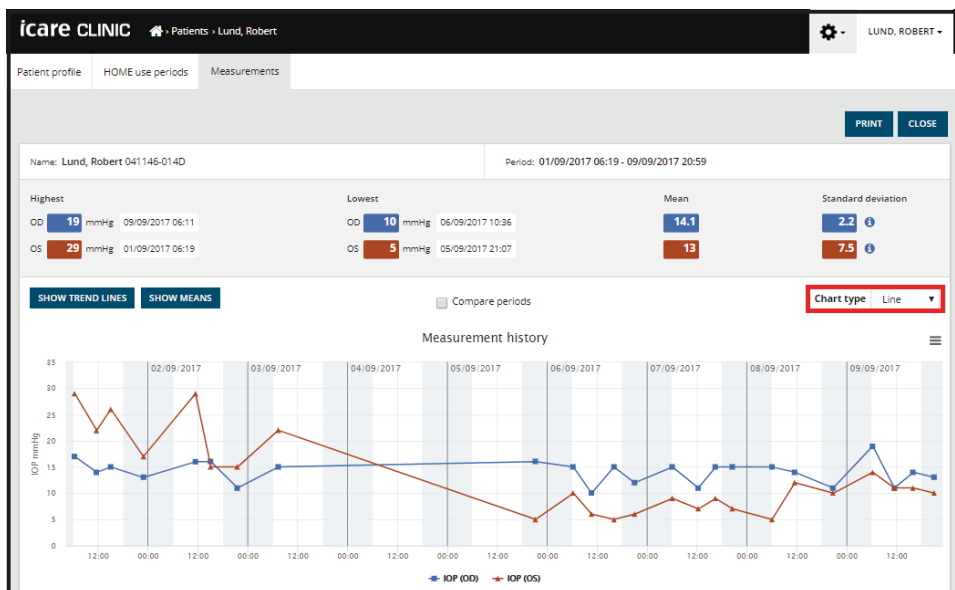 icare CLINIC › Patients › Lund, Robert LUND, ROBERT
Patient profile HOME use periods Measurements
PRINT CLOSE
Name: Lund, Robert 041146-014D Period: 01/09/2017 06:19 - 09/09/2017 20:59
Highest Lowest Mean Standard deviation
OD 19 mmHg 09/09/2017 06:11 OD 10 mmHg 06/09/2017 10:36 14.1 2.2
OS 29 mmHg 01/09/2017 06:19 OS 5 mmHg 05/09/2017 21:07 13 7.5
SHOW TREND LINES SHOW MEANS Compare periods Chart type Line
Measurement history
35 02/09/2017 03/09/2017 04/09/2017 05/09/2017 06/09/2017 07/09/2017 08/09/2017 09/09/2017
30
25
20
IOP mmHg
15
10
5
0
12:00 00:00 12:00 00:00 12:00 00:00 12:00 00:00 12:00 00:00 12:00 00:00 12:00 00:00 12:00 00:00 12:00
IOP (OD) IOP (OS)